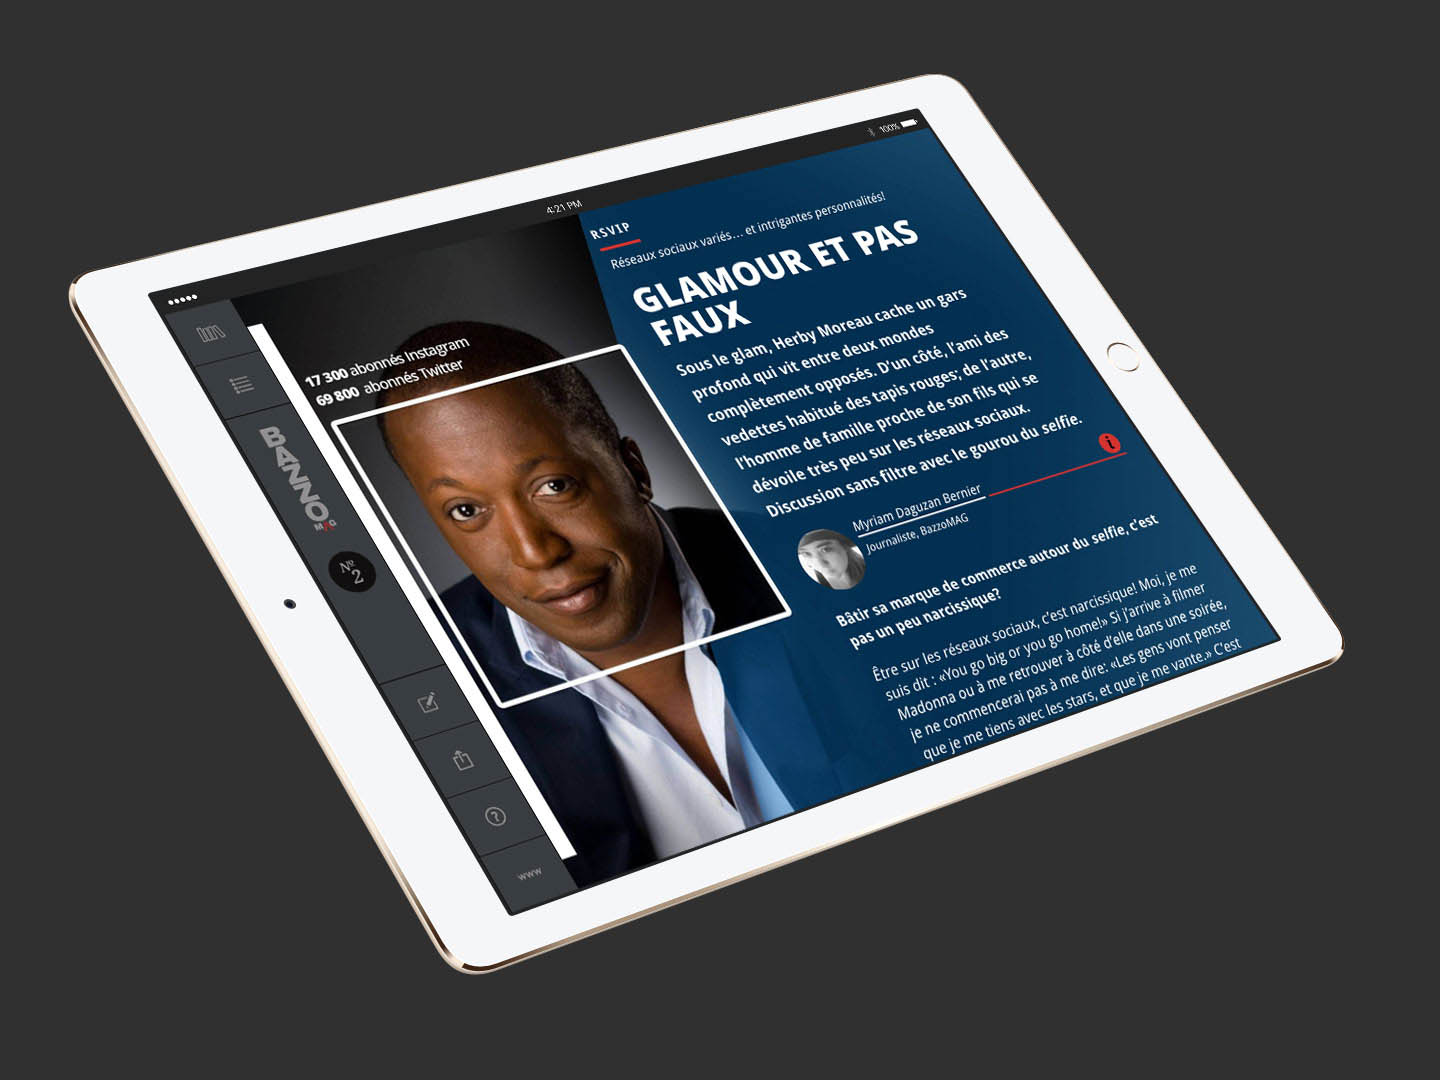 4:21 PM
100%
BAZZO
MAG
Nº
2
www
17 300 abonnés Instagram
69 800 abonnés Twitter
RSVIP
Réseaux sociaux variés… et intrigantes personnalités!
GLAMOUR ET PAS
FAUX
Sous le glam, Herby Moreau cache un gars
profond qui vit entre deux mondes
complètement opposés. D'un côté, l'ami des
vedettes habitué des tapis rouges; de l'autre,
l'homme de famille proche de son fils qui se
dévoile très peu sur les réseaux sociaux.
Discussion sans filtre avec le gourou du selfie.
i
Myriam Daguzan Bernier
Journaliste, BazzoMAG
Bâtir sa marque de commerce autour du selfie, c'est
pas un peu narcissique?
Être sur les réseaux sociaux, c'est narcissique! Moi, je me
suis dit : «You go big or you go home!» Si j'arrive à filmer
Madonna ou à me retrouver à côté d'elle dans une soirée,
je ne commencerai pas à me dire: «Les gens vont penser
que je me tiens avec les stars, et que je me vante.» C'est